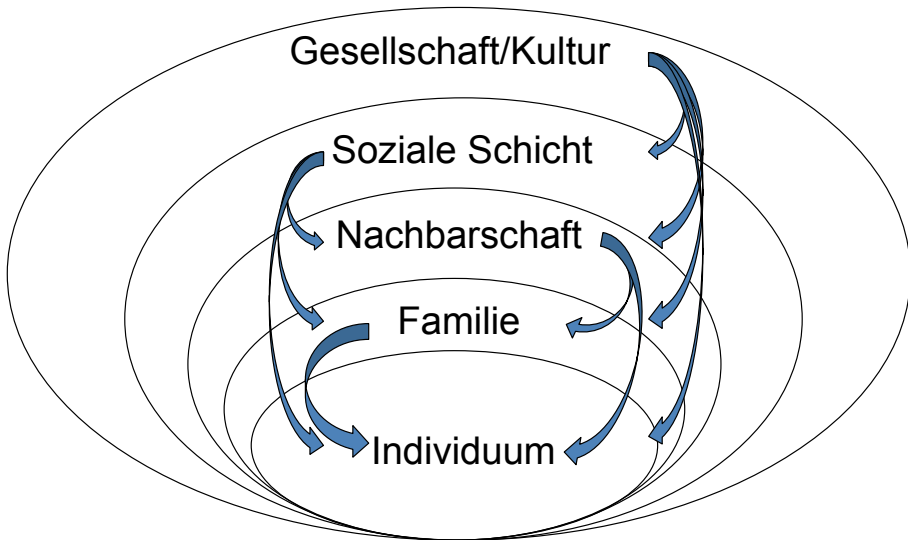 Gesellschaft/Kultur
Soziale Schicht
Nachbarschaft
Familie
Individuum